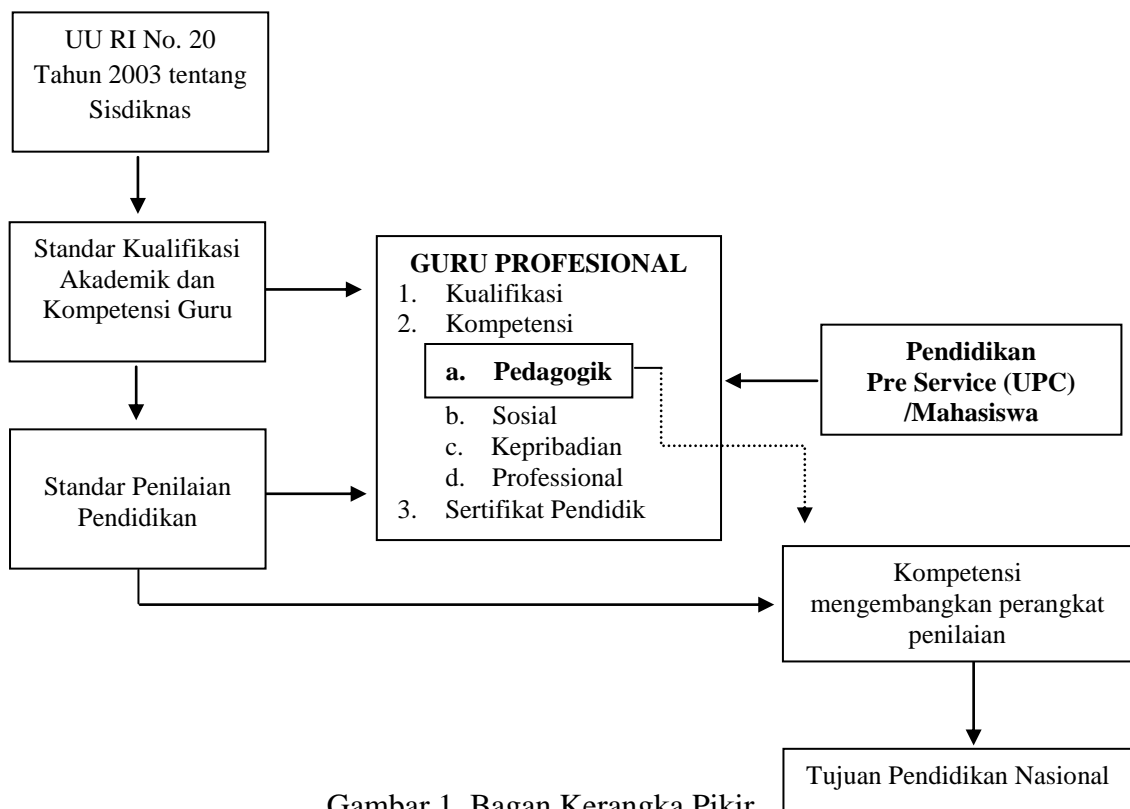 UU RI No. 20
Tahun 2003 tentang
Sisdiknas
Standar Kualifikasi
Akademik dan
Kompetensi Guru
Standar Penilaian
Pendidikan
GURU PROFESIONAL
1. Kualifikasi
2. Kompetensi
a. Pedagogik
b. Sosial
c. Kepribadian
d. Professional
3. Sertifikat Pendidik
Pendidikan
Pre Service (UPC)
/Mahasiswa
Kompetensi
mengembangkan perangkat
penilaian
Tujuan Pendidikan Nasional
Gambar 1. Bagan Kerangka Pikir